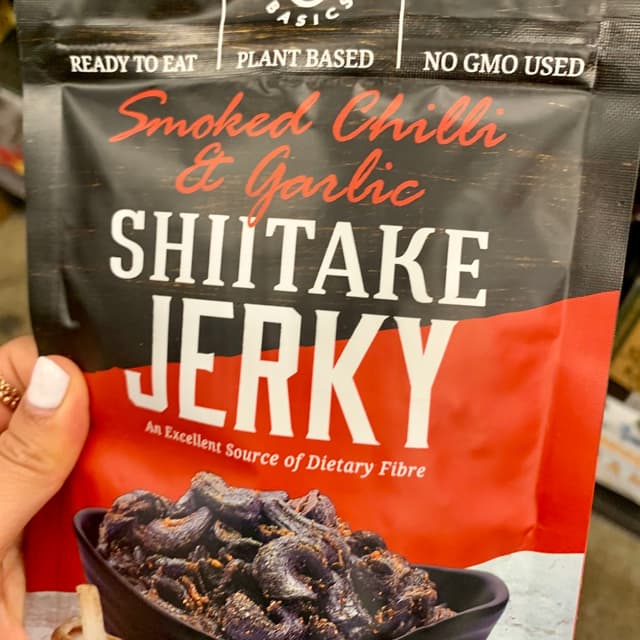 BASICS
READY TO EAT
PLANT BASED
NO GMO USED
Smoked Chilli
& Garlic
SHIITAKE
JERKY
An Excellent Source of Dietary Fibre